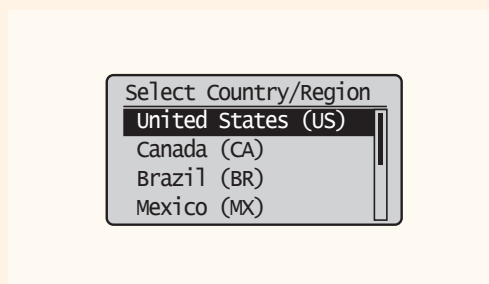 Select Country/Region
United States (US)
Canada (CA)
Brazil (BR)
Mexico (MX)